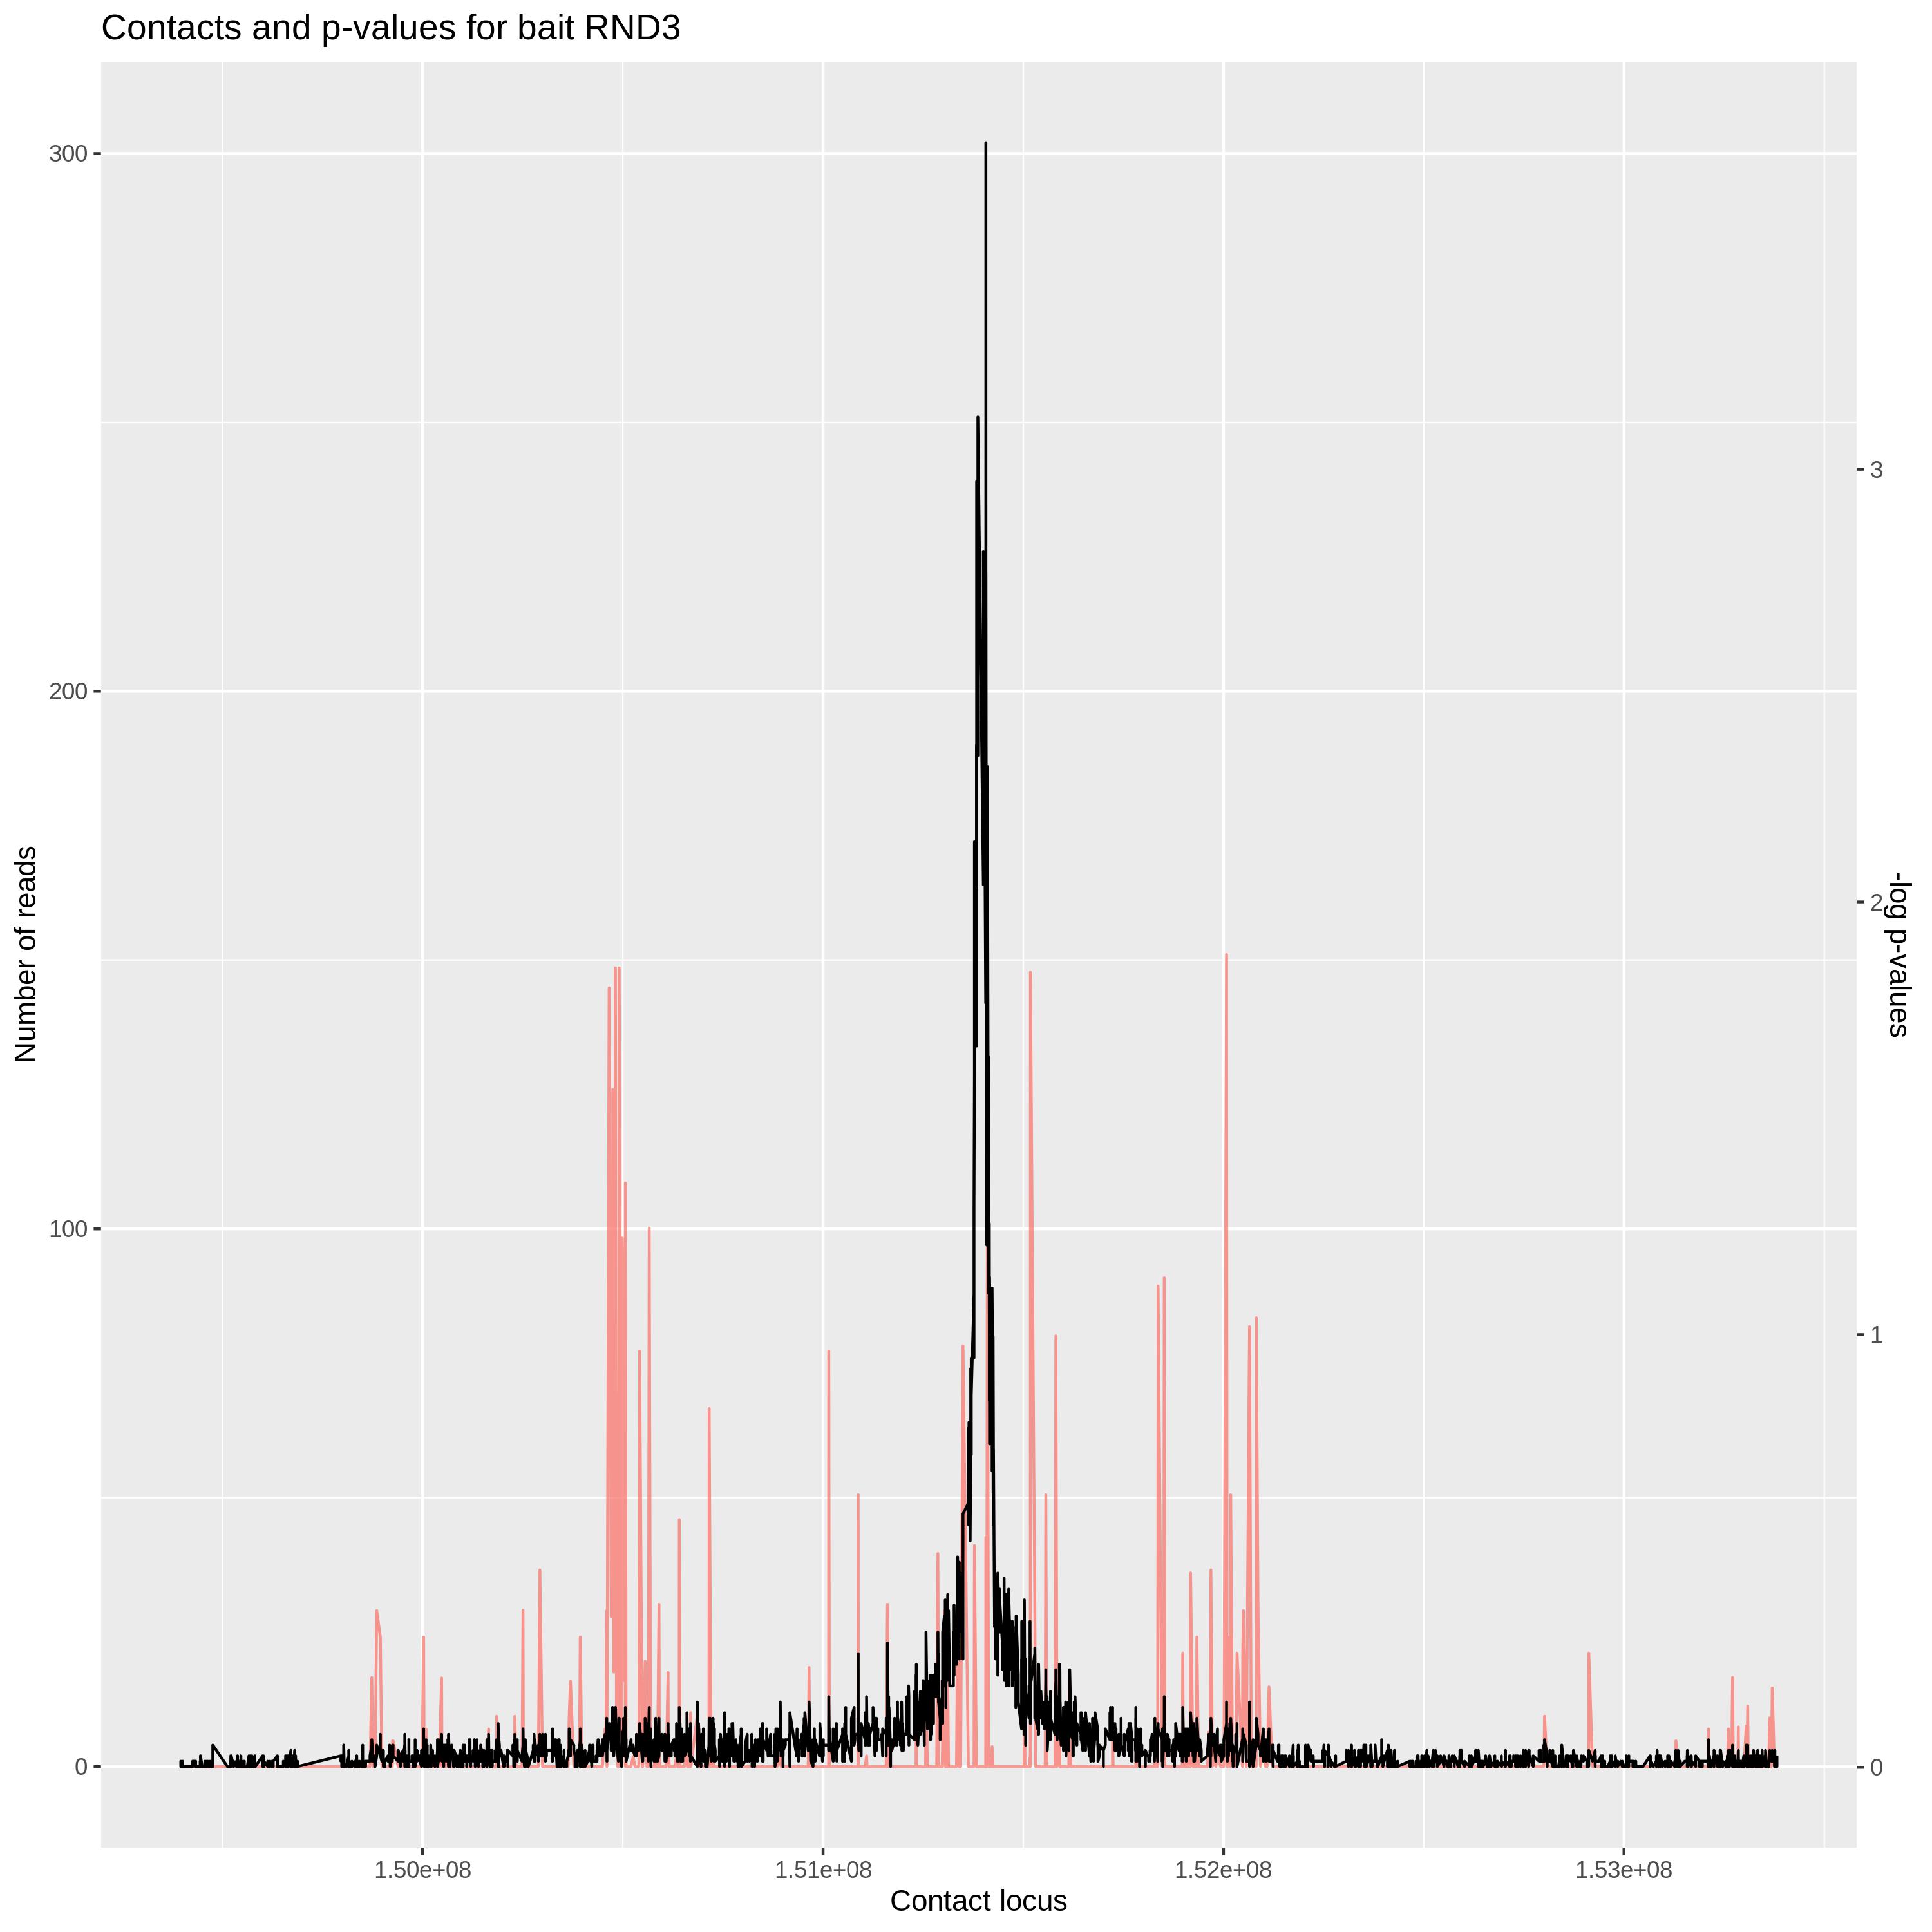 Contacts and p-values for bait RND3
300
200
100
0
Number of reads
3
2
1
0
-log p-values
1.50e+08
1.51e+08
1.52e+08
1.53e+08
Contact locus